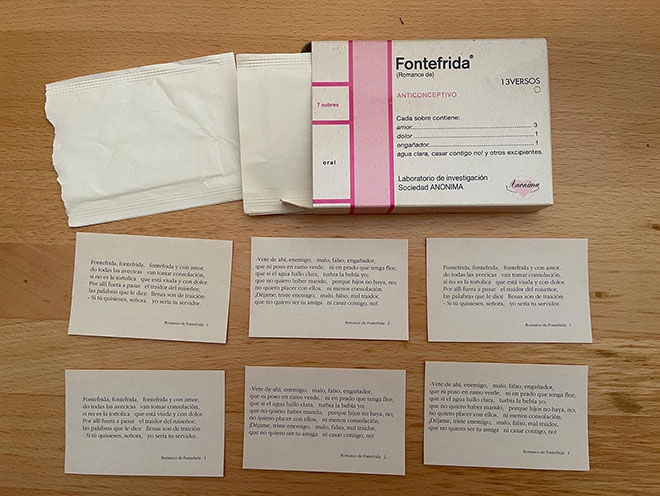 Fontefrida®
(Romance de)
13VERSOS
ANTICONCEPTIVO
7 sobres
oral
Cada sobre contiene:
amor 3
dolor 1
engañador 1
agua clara, casar contigo no! y otros excipientes.
Laboratorio de investigación
Sociedad ANONIMA
Anonima
Fontefrida, fontefrida, fontefrida y con amor,
do todas las avecicas van tomar consolación,
si no es la tortolica que está viuda y con dolor.
Por allí fuera a pasar el traidor de ruiseñor;
las palabras que le dice llenas son de traición:
- Si tú quisieses, señora, yo sería tu servidor.
Romance de Fontefrida 1
-Vete de ahí, enemigo, malo, falso, engañador,
que ni poso en ramo verde, ni en prado que tenga flor;
que si el agua hallo clara, turbia la bebía yo;
que no quiero haber marido, porque hijos no haya, no;
no quiero placer con ellos, ni menos consolación.
¡Déjame, triste enemigo, malo, falso, mal traidor,
que no quiero ser tu amiga ni casar contigo, no!
Romance de Fontefrida 2
Fontefrida, fontefrida, fontefrida y con amor,
do todas las avecicas van tomar consolación,
si no es la tortolica que está viuda y con dolor.
Por allí fuera a pasar el traidor de ruiseñor;
las palabras que le dice llenas son de traición:
- Si tú quisieses, señora, yo sería tu servidor.
Romance de Fontefrida 1
Fontefrida, fontefrida, fontefrida y con amor,
do todas las avecicas van tomar consolación,
si no es la tortolica que está viuda y con dolor.
Por allí fuera a pasar el traidor de ruiseñor;
las palabras que le dice llenas son de traición:
- Si tú quisieses, señora, yo sería tu servidor.
Romance de Fontefrida 1
-Vete de ahí, enemigo, malo, falso, engañador,
que ni poso en ramo verde, ni en prado que tenga flor;
que si el agua hallo clara, turbia la bebía yo;
que no quiero haber marido, porque hijos no haya, no;
no quiero placer con ellos, ni menos consolación.
¡Déjame, triste enemigo, malo, falso, mal traidor,
que no quiero ser tu amiga ni casar contigo, no!
Romance de Fontefrida 2
-Vete de ahí, enemigo, malo, falso, engañador,
que ni poso en ramo verde, ni en prado que tenga flor;
que si el agua hallo clara, turbia la bebía yo;
que no quiero haber marido, porque hijos no haya, no;
no quiero placer con ellos, ni menos consolación.
¡Déjame, triste enemigo, malo, falso, mal traidor,
que no quiero ser tu amiga ni casar contigo, no!
Romance de Fontefrida 2